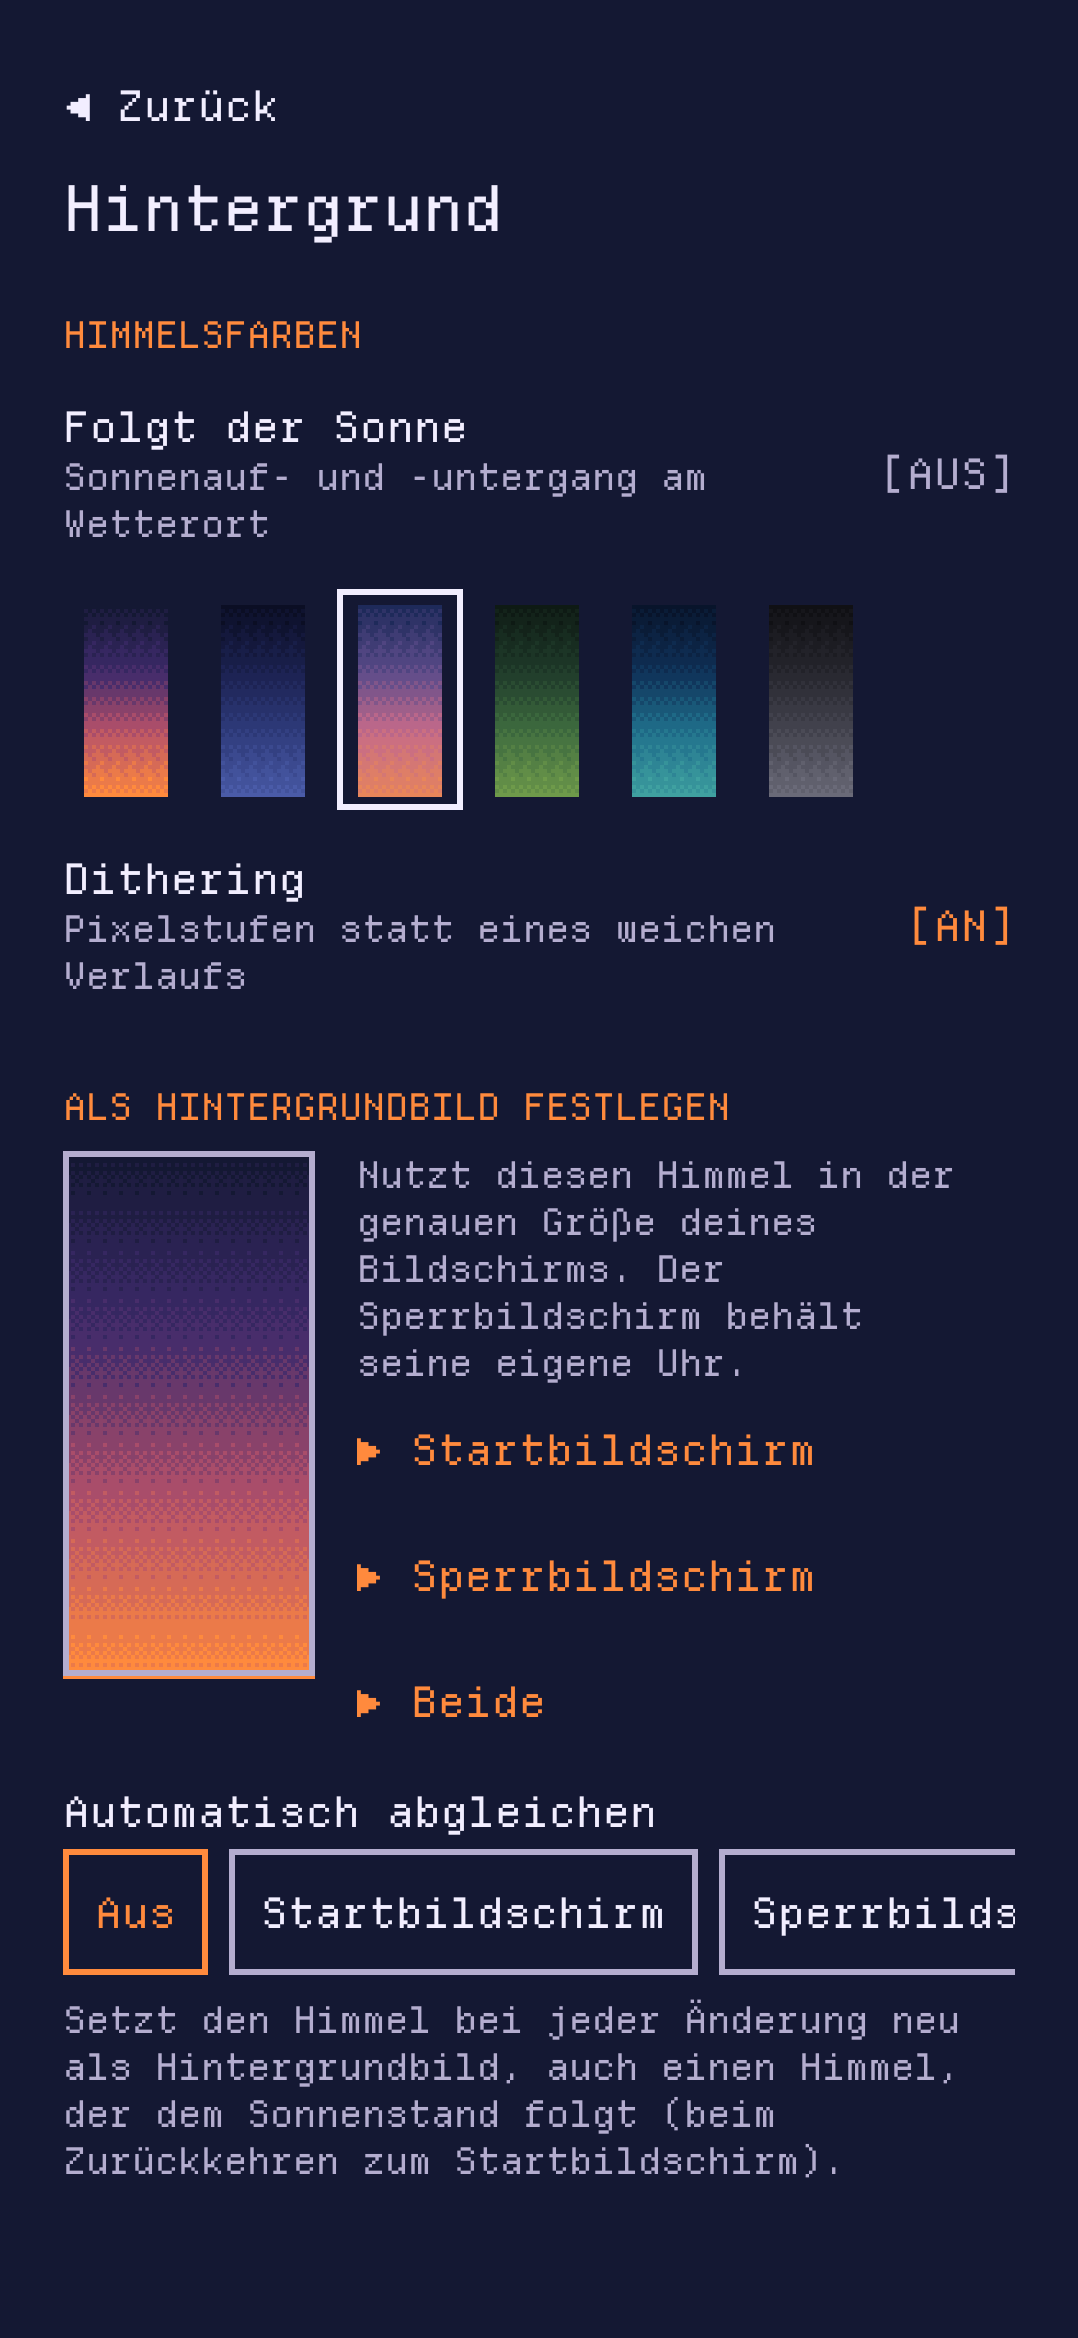 Zurück
Hintergrund
HIMMELSFARBEN
Folgt der Sonne
Sonnenauf- und -untergang am
Wetterort
[AUS]
Dithering
Pixelstufen statt eines weichen
Verlaufs
[AN]
ALS HINTERGRUNDBILD FESTLEGEN
Nutzt diesen Himmel in der
genauen Größe deines
Bildschirms. Der
Sperrbildschirm behält
seine eigene Uhr.
Startbildschirm
Sperrbildschirm
Beide
Automatisch abgleichen
Aus
Startbildschirm
Sperrbilds
Setzt den Himmel bei jeder Änderung neu
als Hintergrundbild, auch einen Himmel,
der dem Sonnenstand folgt (beim
Zurückkehren zum Startbildschirm).